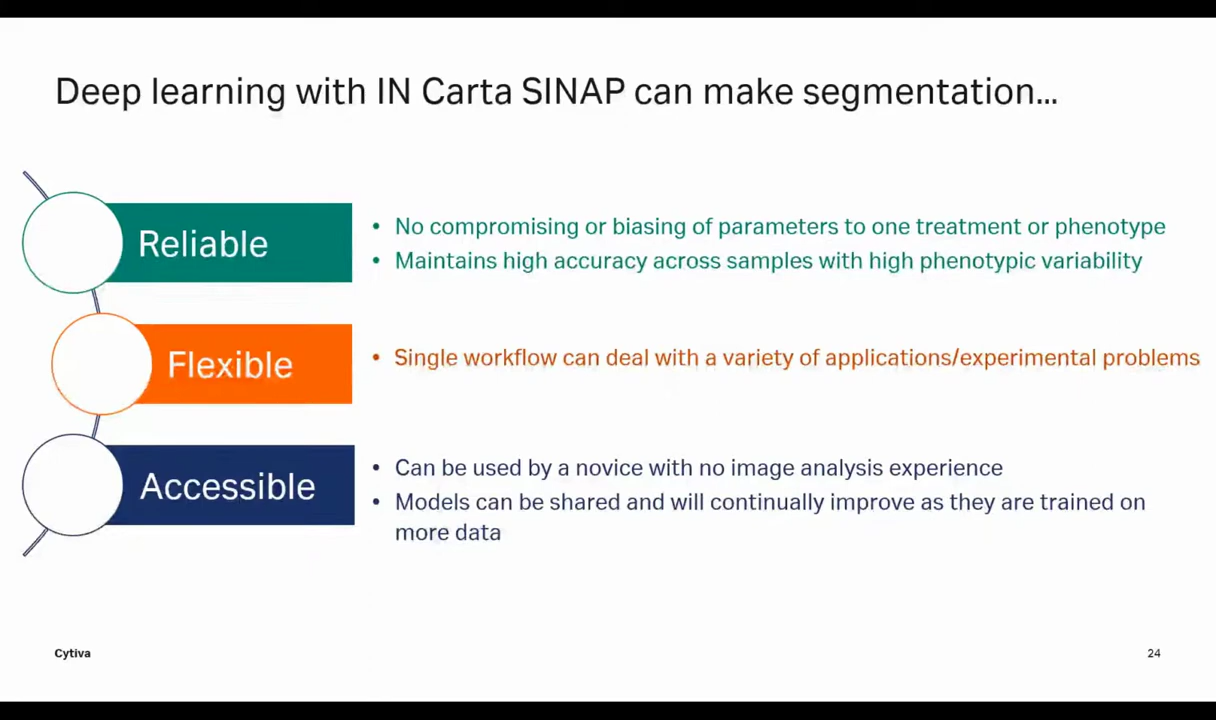 Deep learning with IN Carta SINAP can make segmentation...
Reliable
• No compromising or biasing of parameters to one treatment or phenotype
• Maintains high accuracy across samples with high phenotypic variability
Flexible
• Single workflow can deal with a variety of applications/experimental problems
Accessible
• Can be used by a novice with no image analysis experience
• Models can be shared and will continually improve as they are trained on
more data
Cytiva
24